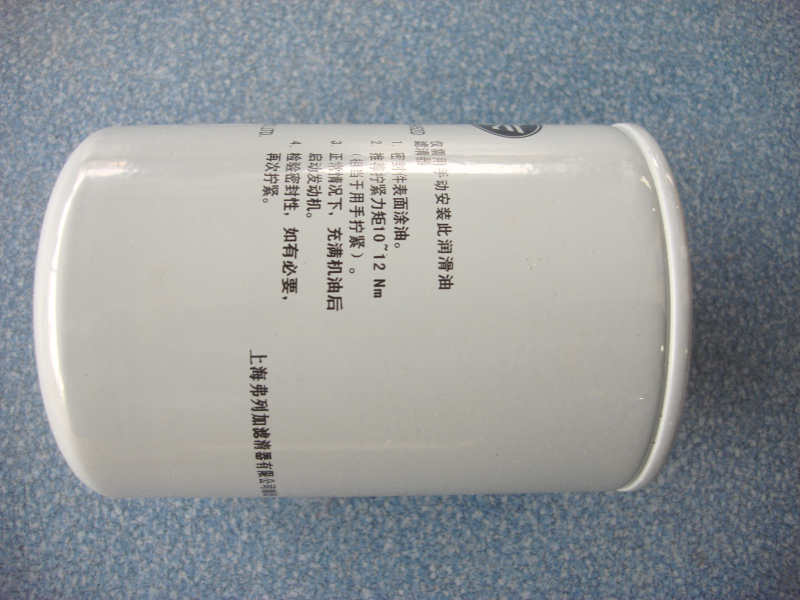 仅需用手动安装此润滑油
滤清器
1. 密封件表面涂油。
2. 推荐拧紧力矩10~12 Nm
(相当于用手拧紧)。
3. 正常情况下,充满机油后
启动发动机。
4. 检验密封性,如有必要,
再次拧紧。
LTD.
上海弗列加滤清器有限公司